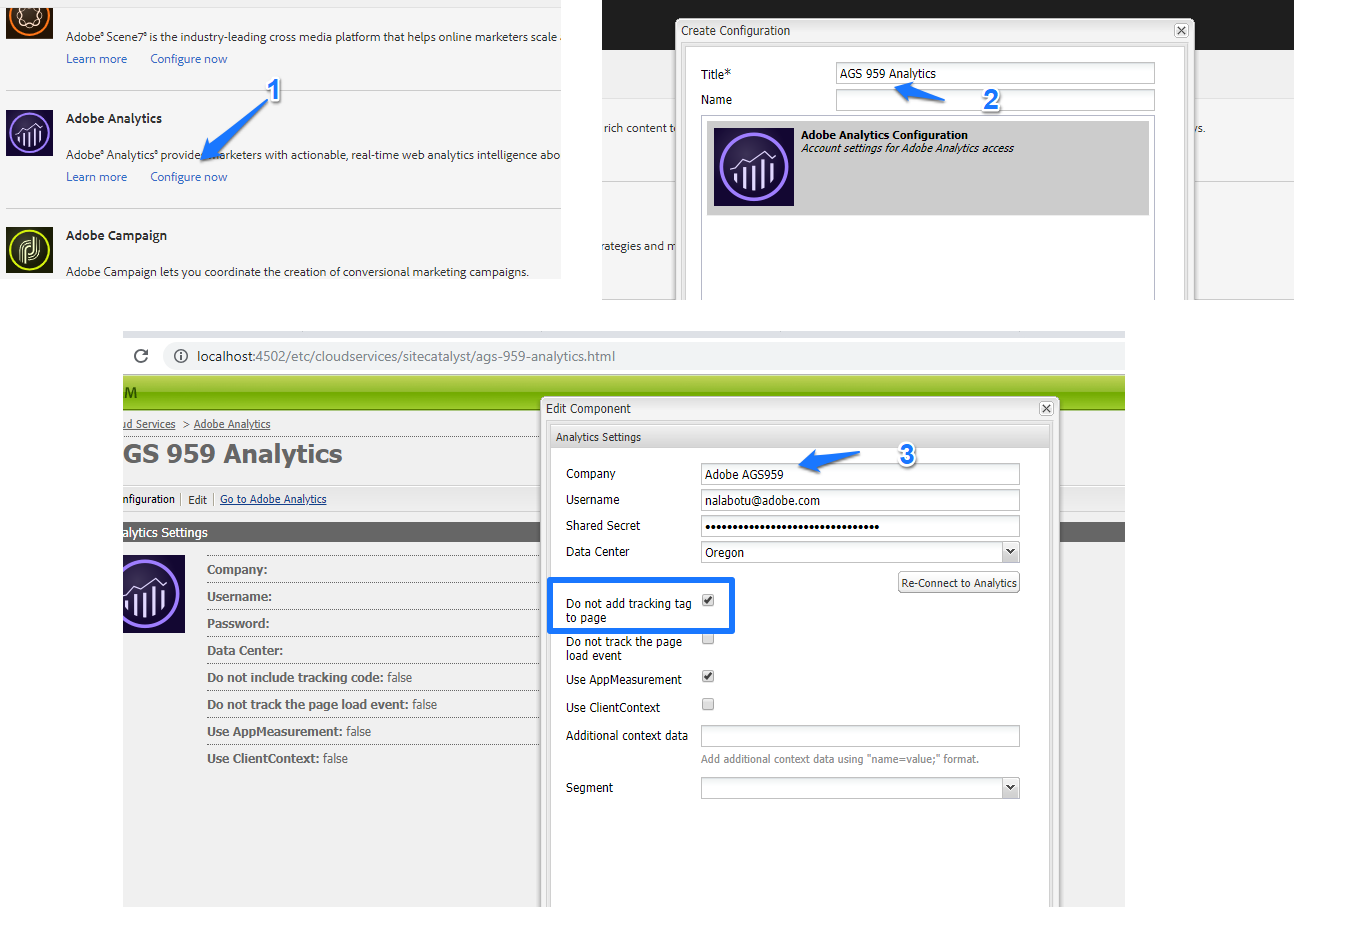 Adobe® Scene7® is the industry-leading cross media platform that helps online marketers scale
Learn more Configure now
1
Adobe Analytics
Adobe® Analytics® provides marketers with actionable, real-time web analytics intelligence abo
Learn more Configure now
Adobe Campaign
Adobe Campaign lets you coordinate the creation of conversional marketing campaigns.
Create Configuration
Title* AGS 959 Analytics
2
Name
rich content t
s.
Adobe Analytics Configuration
Account settings for Adobe Analytics access
rategies and m
localhost:4502/etc/cloudservices/sitecatalyst/ags-959-analytics.html
M
ud Services > Adobe Analytics
GS 959 Analytics
nfiguration Edit Go to Adobe Analytics
alytics Settings
Company:
Username:
Password:
Data Center:
Do not include tracking code: false
Do not track the page load event: false
Use AppMeasurement: false
Use ClientContext: false
Edit Component
Analytics Settings
3
Company Adobe AGS959
Username nalabotu@adobe.com
Shared Secret ••••••••••••••••••••••••••••••••
Data Center Oregon
Re-Connect to Analytics
Do not add tracking tag
to page
Do not track the page
load event
Use AppMeasurement
Use ClientContext
Additional context data
Add additional context data using "name=value;" format.
Segment